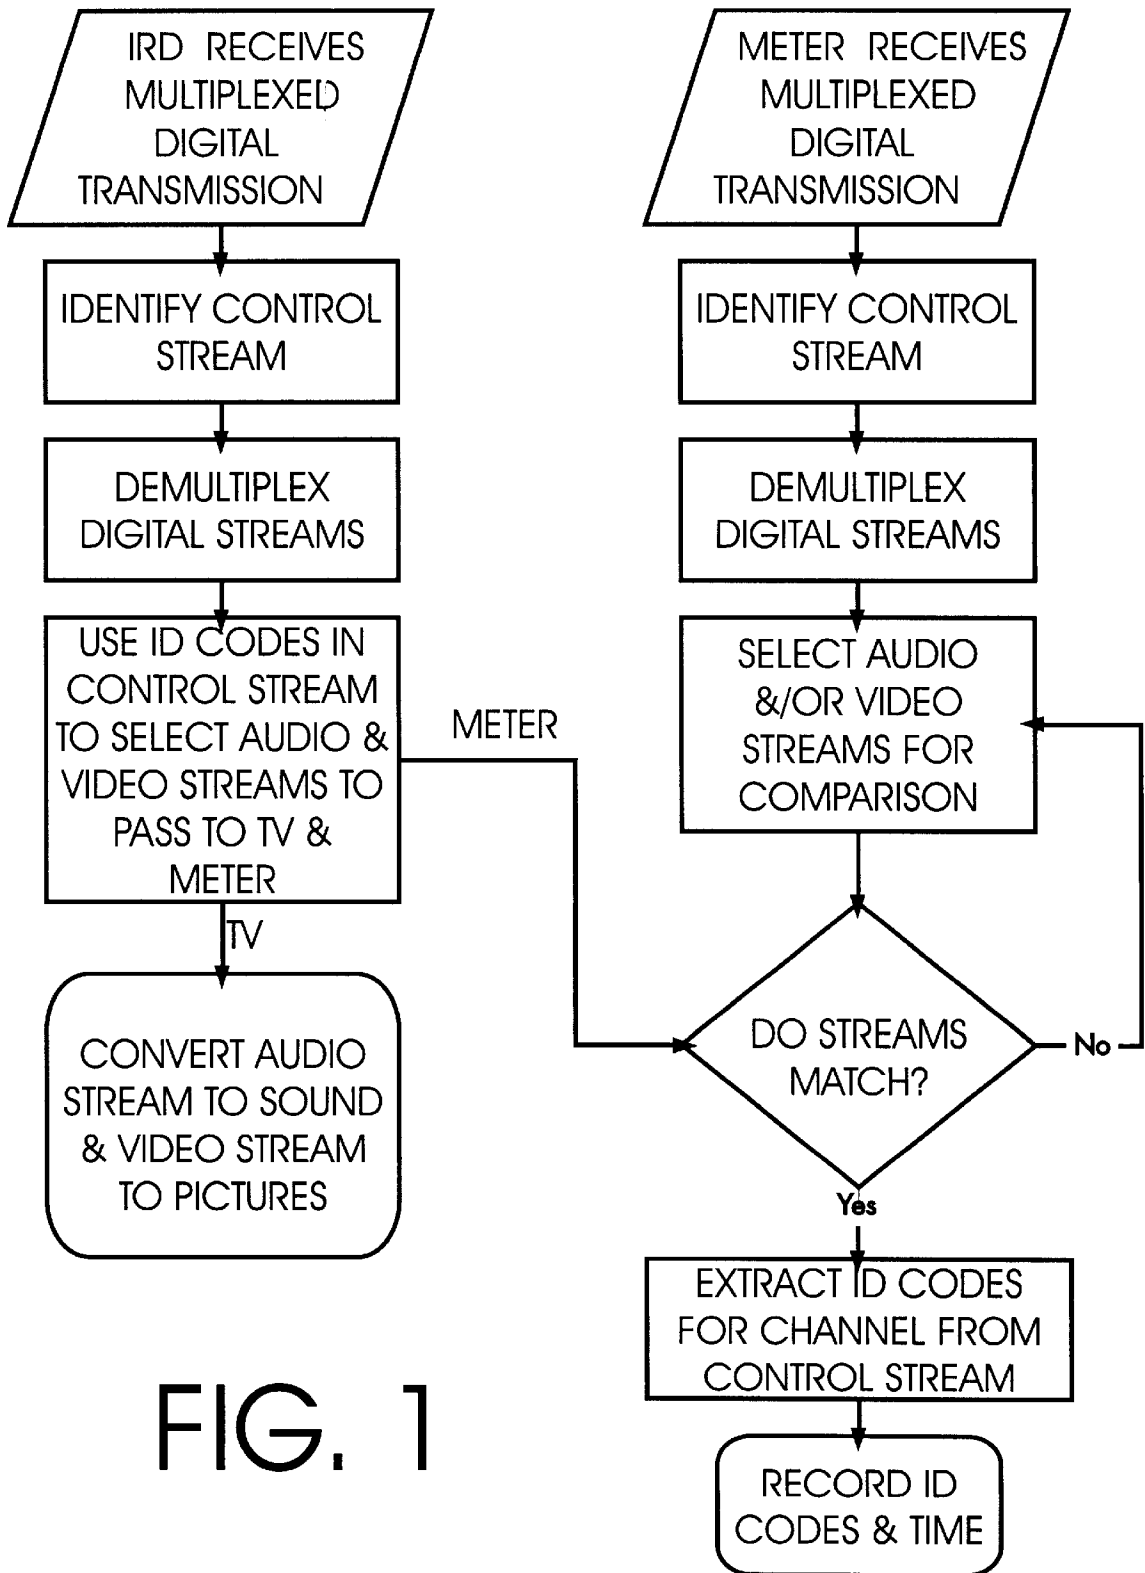 IRD RECEIVES
MULTIPLEXED
DIGITAL
TRANSMISSION
IDENTIFY CONTROL
STREAM
DEMULTIPLEX
DIGITAL STREAMS
USE ID CODES IN
CONTROL STREAM
TO SELECT AUDIO &
VIDEO STREAMS TO
PASS TO TV &
METER
METER
TV
CONVERT AUDIO
STREAM TO SOUND
& VIDEO STREAM
TO PICTURES
METER RECEIVES
MULTIPLEXED
DIGITAL
TRANSMISSION
IDENTIFY CONTROL
STREAM
DEMULTIPLEX
DIGITAL STREAMS
SELECT AUDIO
&/OR VIDEO
STREAMS FOR
COMPARISON
DO STREAMS
MATCH?
No
Yes
EXTRACT ID CODES
FOR CHANNEL FROM
CONTROL STREAM
RECORD ID
CODES & TIME
FIG. 1